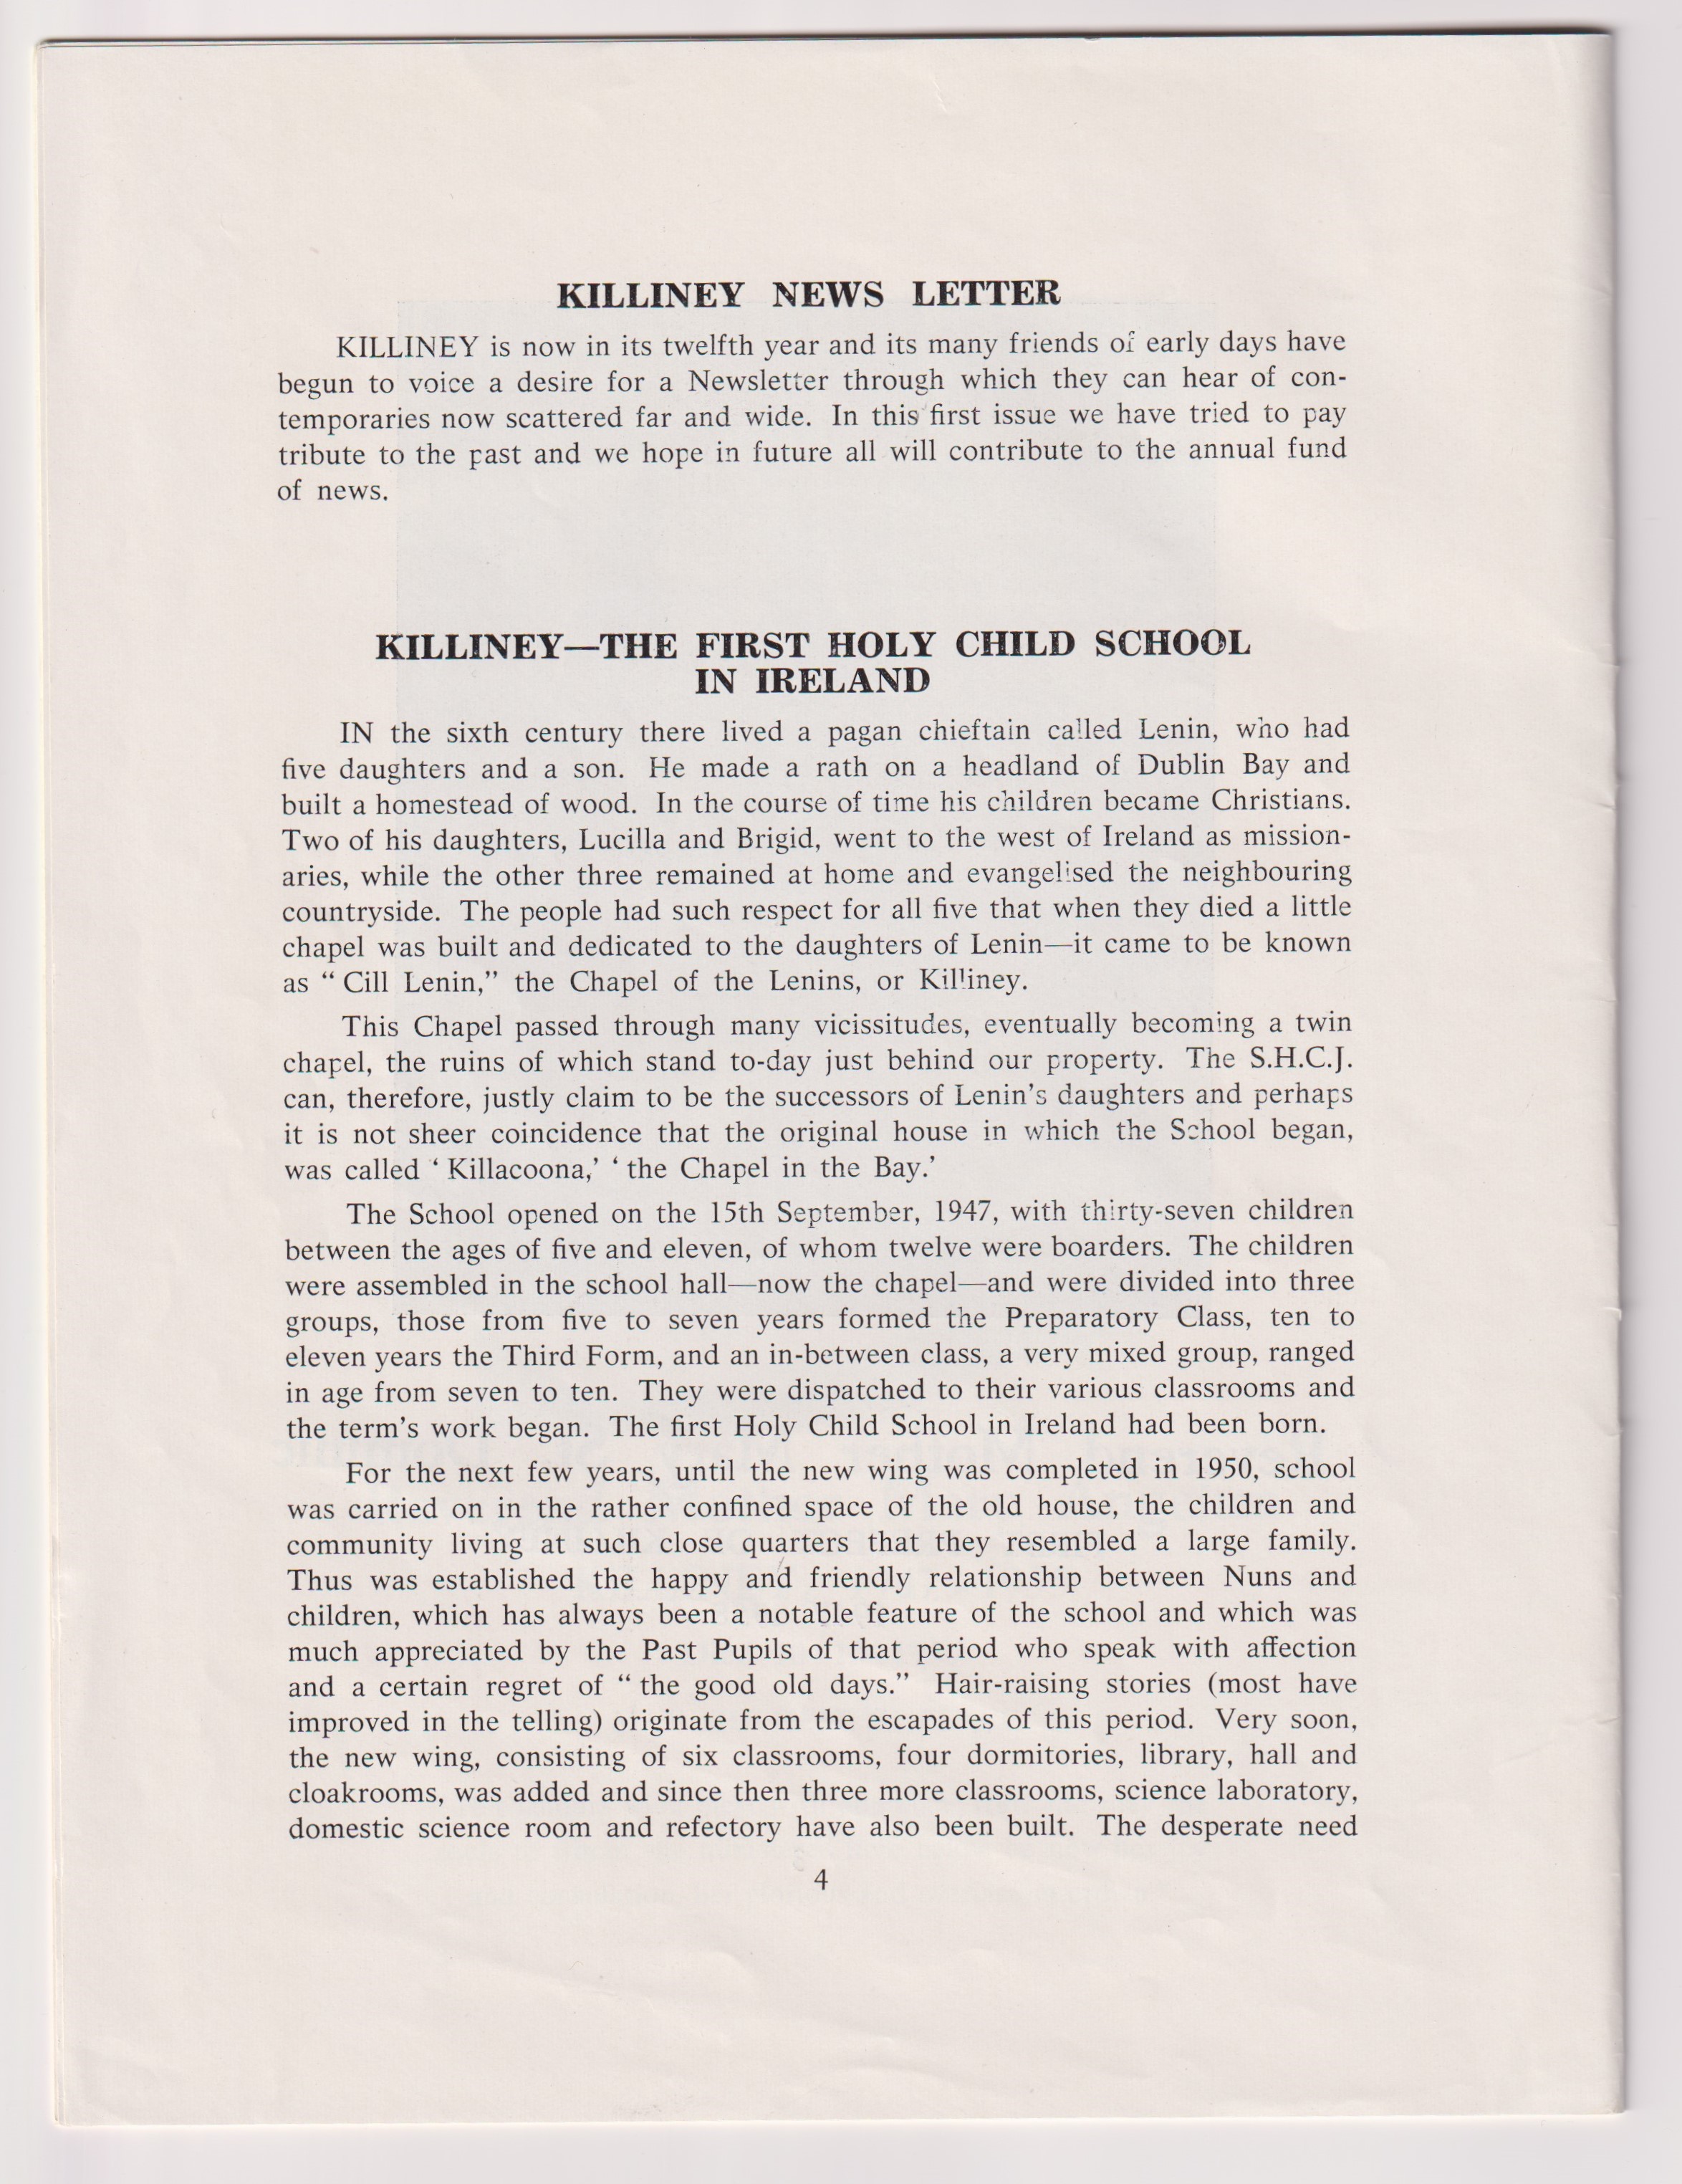 KILLINEY NEWS LETTER
KILLINEY is now in its twelfth year and its many friends of early days have
begun to voice a desire for a Newsletter through which they can hear of con-
temporaries now scattered far and wide. In this first issue we have tried to pay
tribute to the past and we hope in future all will contribute to the annual fund
of news.
KILLINEY—THE FIRST HOLY CHILD SCHOOL
IN IRELAND
IN the sixth century there lived a pagan chieftain called Lenin, who had
five daughters and a son. He made a rath on a headland of Dublin Bay and
built a homestead of wood. In the course of time his children became Christians.
Two of his daughters, Lucilla and Brigid, went to the west of Ireland as mission-
aries, while the other three remained at home and evangelised the neighbouring
countryside. The people had such respect for all five that when they died a little
chapel was built and dedicated to the daughters of Lenin—it came to be known
as “ Cill Lenin,” the Chapel of the Lenins, or Killiney.
This Chapel passed through many vicissitudes, eventually becoming a twin
chapel, the ruins of which stand to-day just behind our property. The S.H.C.J.
can, therefore, justly claim to be the successors of Lenin’s daughters and perhaps
it is not sheer coincidence that the original house in which the School began,
was called ‘ Killacoona,’ ‘ the Chapel in the Bay.’
The School opened on the 15th September, 1947, with thirty-seven children
between the ages of five and eleven, of whom twelve were boarders. The children
were assembled in the school hall—now the chapel—and were divided into three
groups, those from five to seven years formed the Preparatory Class, ten to
eleven years the Third Form, and an in-between class, a very mixed group, ranged
in age from seven to ten. They were dispatched to their various classrooms and
the term’s work began. The first Holy Child School in Ireland had been born.
For the next few years, until the new wing was completed in 1950, school
was carried on in the rather confined space of the old house, the children and
community living at such close quarters that they resembled a large family.
Thus was established the happy and friendly relationship between Nuns and
children, which has always been a notable feature of the school and which was
much appreciated by the Past Pupils of that period who speak with affection
and a certain regret of “ the good old days.” Hair-raising stories (most have
improved in the telling) originate from the escapades of this period. Very soon,
the new wing, consisting of six classrooms, four dormitories, library, hall and
cloakrooms, was added and since then three more classrooms, science laboratory,
domestic science room and refectory have also been built. The desperate need
4